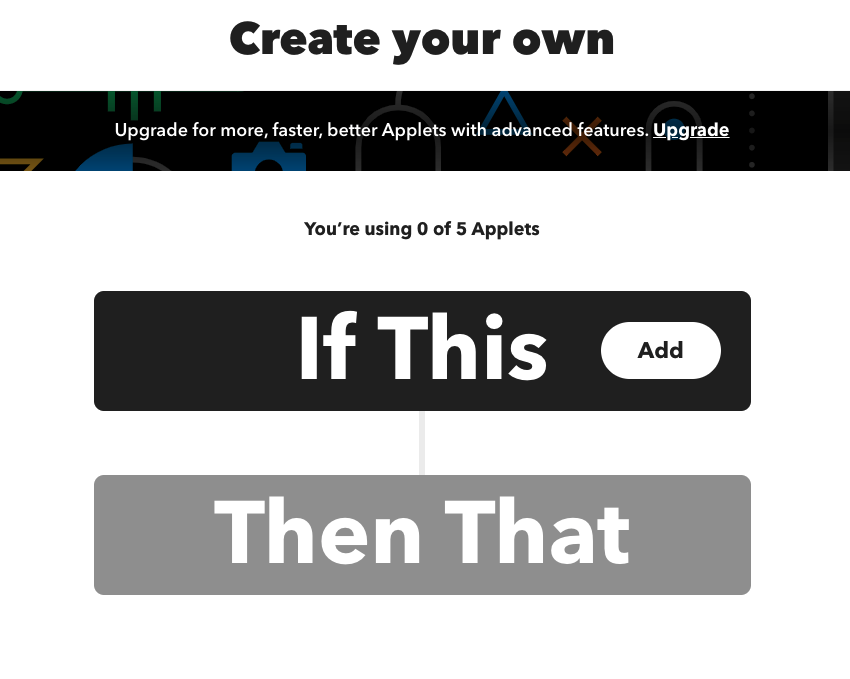 Create your own
Upgrade for more, faster, better Applets with advanced features. Upgrade
You’re using 0 of 5 Applets
If This
Add
Then That